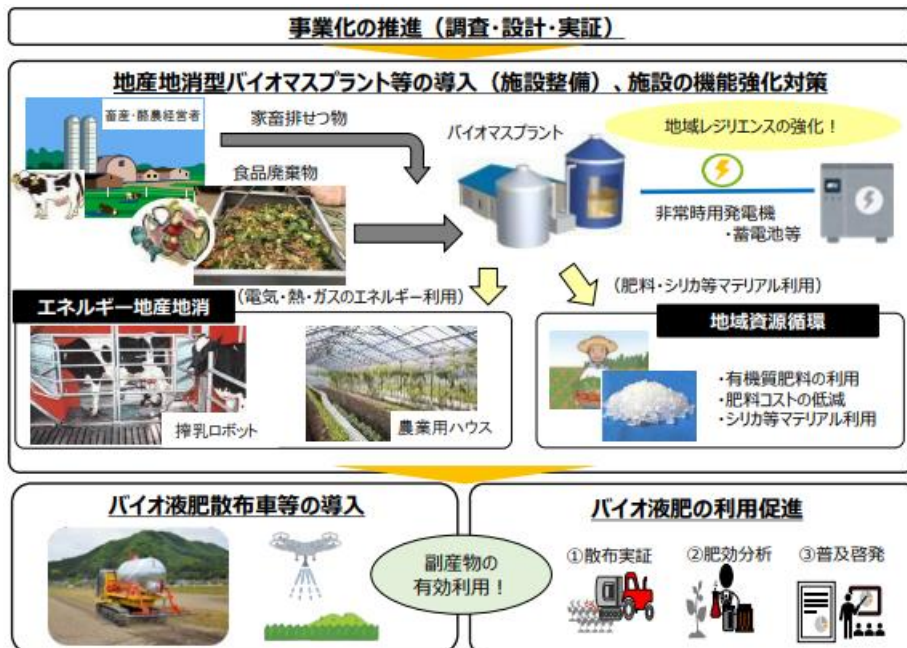 事業化の推進（調査・設計・実証）
地産地消型バイオマスプラント等の導入（施設整備）、施設の機能強化対策
畜産・酪農経営者
家畜排せつ物
食品廃棄物
バイオマスプラント
地域レジリエンスの強化！
非常時用発電機
・蓄電池等
（電気・熱・ガスのエネルギー利用）
（肥料・シリカ等マテリアル利用）
エネルギー地産地消
搾乳ロボット
農業用ハウス
地域資源循環
・有機質肥料の利用
・肥料コストの低減
・シリカ等マテリアル利用
バイオ液肥散布車等の導入
副産物の
有効利用！
バイオ液肥の利用促進
①散布実証
②肥効分析
③普及啓発